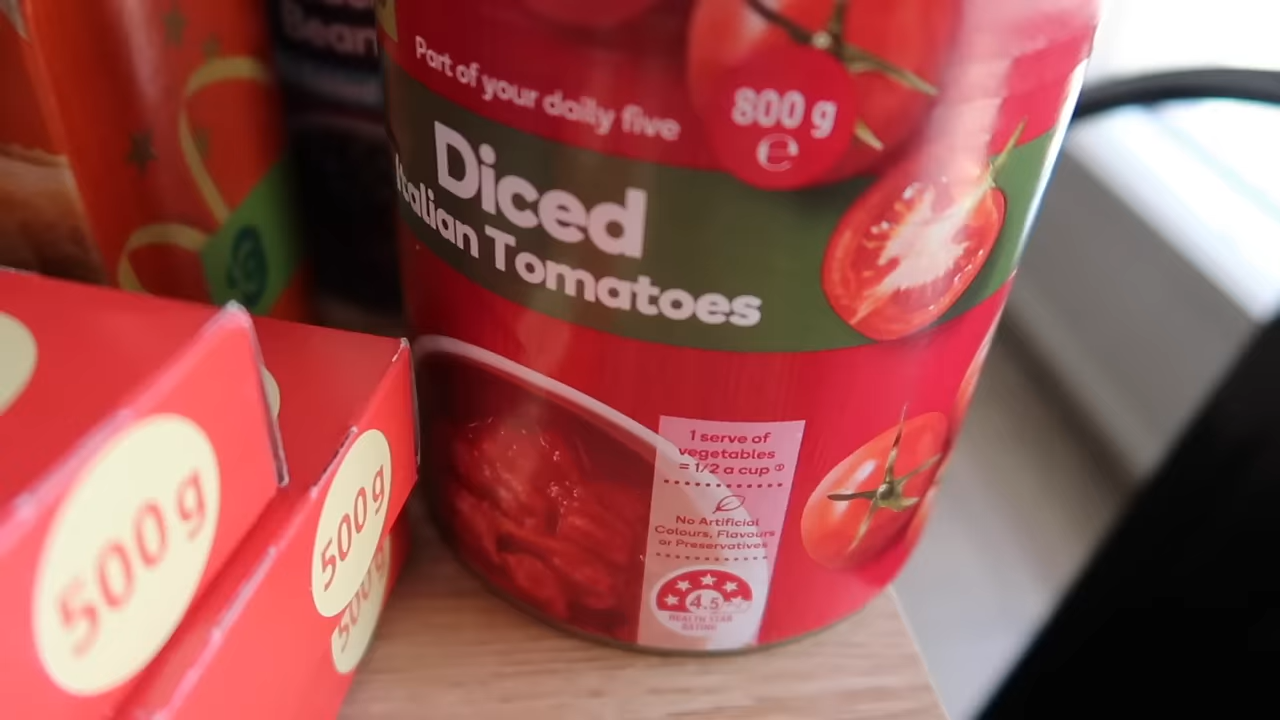 Part of your daily five
800 g
e
Diced
Italian Tomatoes
1 serve of
vegetables
= 1/2 a cup
No Artificial
Colours, Flavours
or Preservatives
4.5
HEALTH STAR
RATING
500 g
500 g
500 g